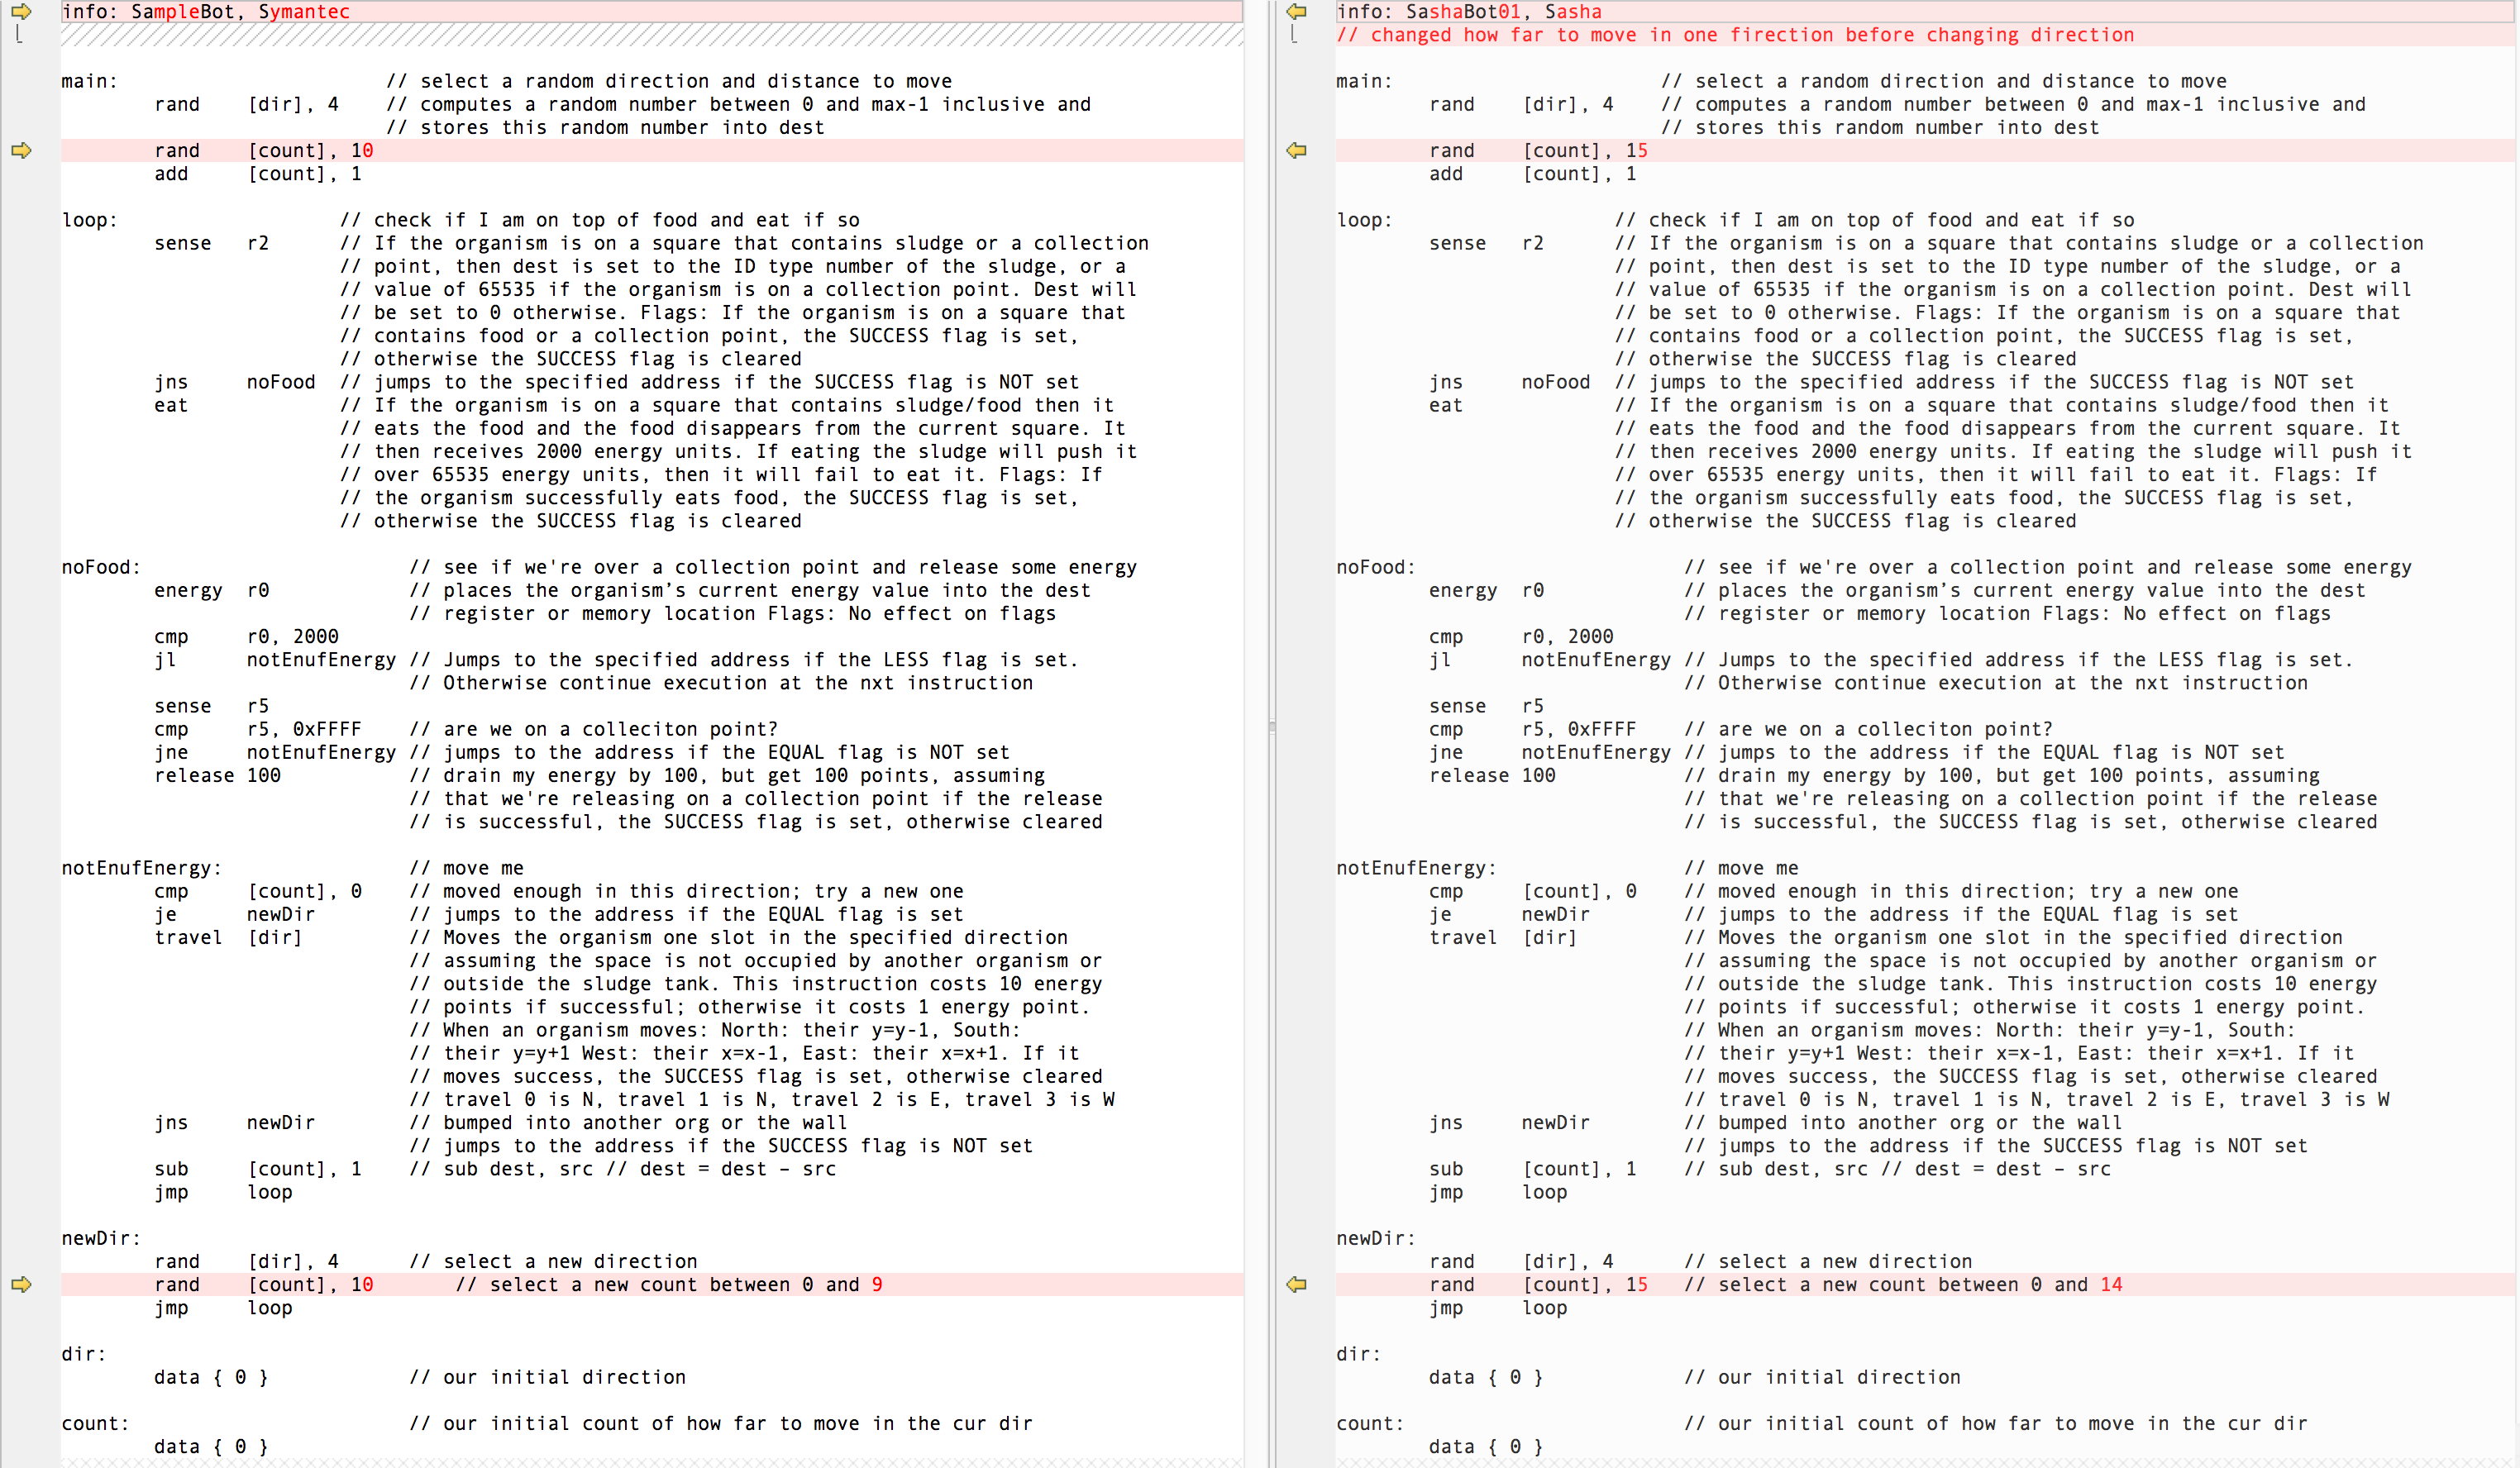 info: SampleBot, Symantec
main: // select a random direction and distance to move
rand [dir], 4 // computes a random number between 0 and max-1 inclusive and
// stores this random number into dest
rand [count], 10
add [count], 1
loop: // check if I am on top of food and eat if so
sense r2 // If the organism is on a square that contains sludge or a collection
// point, then dest is set to the ID type number of the sludge, or a
// value of 65535 if the organism is on a collection point. Dest will
// be set to 0 otherwise. Flags: If the organism is on a square that
// contains food or a collection point, the SUCCESS flag is set,
// otherwise the SUCCESS flag is cleared
jns noFood // jumps to the specified address if the SUCCESS flag is NOT set
eat // If the organism is on a square that contains sludge/food then it
// eats the food and the food disappears from the current square. It
// then receives 2000 energy units. If eating the sludge will push it
// over 65535 energy units, then it will fail to eat it. Flags: If
// the organism successfully eats food, the SUCCESS flag is set,
// otherwise the SUCCESS flag is cleared
noFood: // see if we're over a collection point and release some energy
energy r0 // places the organism’s current energy value into the dest
// register or memory location Flags: No effect on flags
cmp r0, 2000
jl notEnufEnergy // Jumps to the specified address if the LESS flag is set.
// Otherwise continue execution at the nxt instruction
sense r5
cmp r5, 0xFFFF // are we on a colleciton point?
jne notEnufEnergy // jumps to the address if the EQUAL flag is NOT set
release 100 // drain my energy by 100, but get 100 points, assuming
// that we're releasing on a collection point if the release
// is successful, the SUCCESS flag is set, otherwise cleared
notEnufEnergy: // move me
cmp [count], 0 // moved enough in this direction; try a new one
je newDir // jumps to the address if the EQUAL flag is set
travel [dir] // Moves the organism one slot in the specified direction
// assuming the space is not occupied by another organism or
// outside the sludge tank. This instruction costs 10 energy
// points if successful; otherwise it costs 1 energy point.
// When an organism moves: North: their y=y-1, South:
// their y=y+1 West: their x=x-1, East: their x=x+1. If it
// moves success, the SUCCESS flag is set, otherwise cleared
// travel 0 is N, travel 1 is N, travel 2 is E, travel 3 is W
jns newDir // bumped into another org or the wall
// jumps to the address if the SUCCESS flag is NOT set
sub [count], 1 // sub dest, src // dest = dest – src
jmp loop
newDir:
rand [dir], 4 // select a new direction
rand [count], 10 // select a new count between 0 and 9
jmp loop
dir:
data { 0 } // our initial direction
count: // our initial count of how far to move in the cur dir
data { 0 }
info: SashaBot01, Sasha
// changed how far to move in one firection before changing direction
main: // select a random direction and distance to move
rand [dir], 4 // computes a random number between 0 and max-1 inclusive and
// stores this random number into dest
rand [count], 15
add [count], 1
loop: // check if I am on top of food and eat if so
sense r2 // If the organism is on a square that contains sludge or a collection
// point, then dest is set to the ID type number of the sludge, or a
// value of 65535 if the organism is on a collection point. Dest will
// be set to 0 otherwise. Flags: If the organism is on a square that
// contains food or a collection point, the SUCCESS flag is set,
// otherwise the SUCCESS flag is cleared
jns noFood // jumps to the specified address if the SUCCESS flag is NOT set
eat // If the organism is on a square that contains sludge/food then it
// eats the food and the food disappears from the current square. It
// then receives 2000 energy units. If eating the sludge will push it
// over 65535 energy units, then it will fail to eat it. Flags: If
// the organism successfully eats food, the SUCCESS flag is set,
// otherwise the SUCCESS flag is cleared
noFood: // see if we're over a collection point and release some energy
energy r0 // places the organism’s current energy value into the dest
// register or memory location Flags: No effect on flags
cmp r0, 2000
jl notEnufEnergy // Jumps to the specified address if the LESS flag is set.
// Otherwise continue execution at the nxt instruction
sense r5
cmp r5, 0xFFFF // are we on a colleciton point?
jne notEnufEnergy // jumps to the address if the EQUAL flag is NOT set
release 100 // drain my energy by 100, but get 100 points, assuming
// that we're releasing on a collection point if the release
// is successful, the SUCCESS flag is set, otherwise cleared
notEnufEnergy: // move me
cmp [count], 0 // moved enough in this direction; try a new one
je newDir // jumps to the address if the EQUAL flag is set
travel [dir] // Moves the organism one slot in the specified direction
// assuming the space is not occupied by another organism or
// outside the sludge tank. This instruction costs 10 energy
// points if successful; otherwise it costs 1 energy point.
// When an organism moves: North: their y=y-1, South:
// their y=y+1 West: their x=x-1, East: their x=x+1. If it
// moves success, the SUCCESS flag is set, otherwise cleared
// travel 0 is N, travel 1 is N, travel 2 is E, travel 3 is W
jns newDir // bumped into another org or the wall
// jumps to the address if the SUCCESS flag is NOT set
sub [count], 1 // sub dest, src // dest = dest – src
jmp loop
newDir:
rand [dir], 4 // select a new direction
rand [count], 15 // select a new count between 0 and 14
jmp loop
dir:
data { 0 } // our initial direction
count: // our initial count of how far to move in the cur dir
data { 0 }